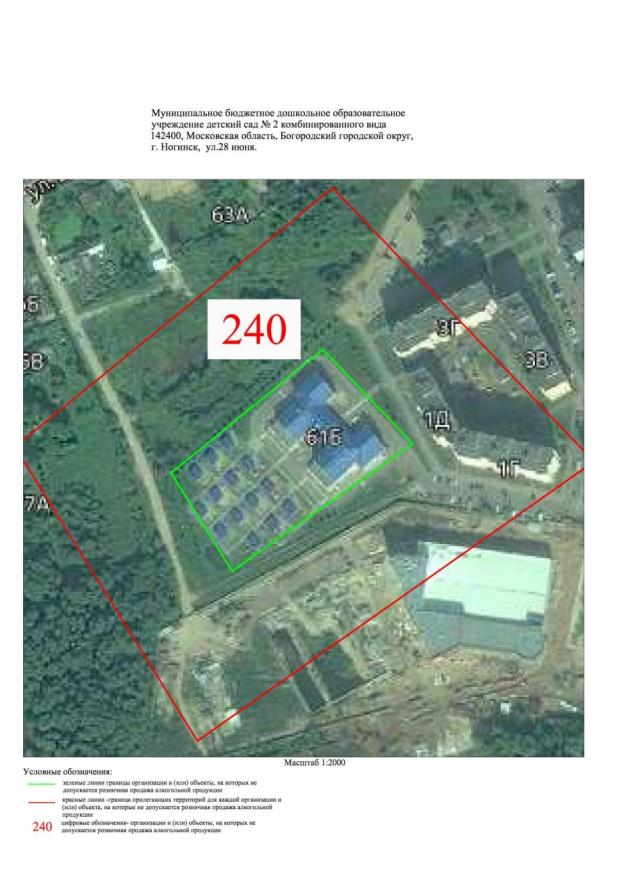 Муниципальное бюджетное дошкольное образовательное
учреждение детский сад № 2 комбинированного вида
142400, Московская область, Богородский городской округ,
г. Ногинск, ул.28 июня.
ул.
63А
240
3Г
3В
1Д
61Б
1Г
7А
Масштаб 1:2000
Условные обозначения:
зеленые линии границы организации и (или) объекты, на которых не
допускается розничная продажа алкогольной продукции
красные линии -граница прилегающих территорий для каждой организации и
(или) объекта, на которые не допускается розничная продажа алкогольной
продукции
240
цифровые обозначения- организации и (или) объекты, на которых не
допускается розничная продажа алкогольной продукции